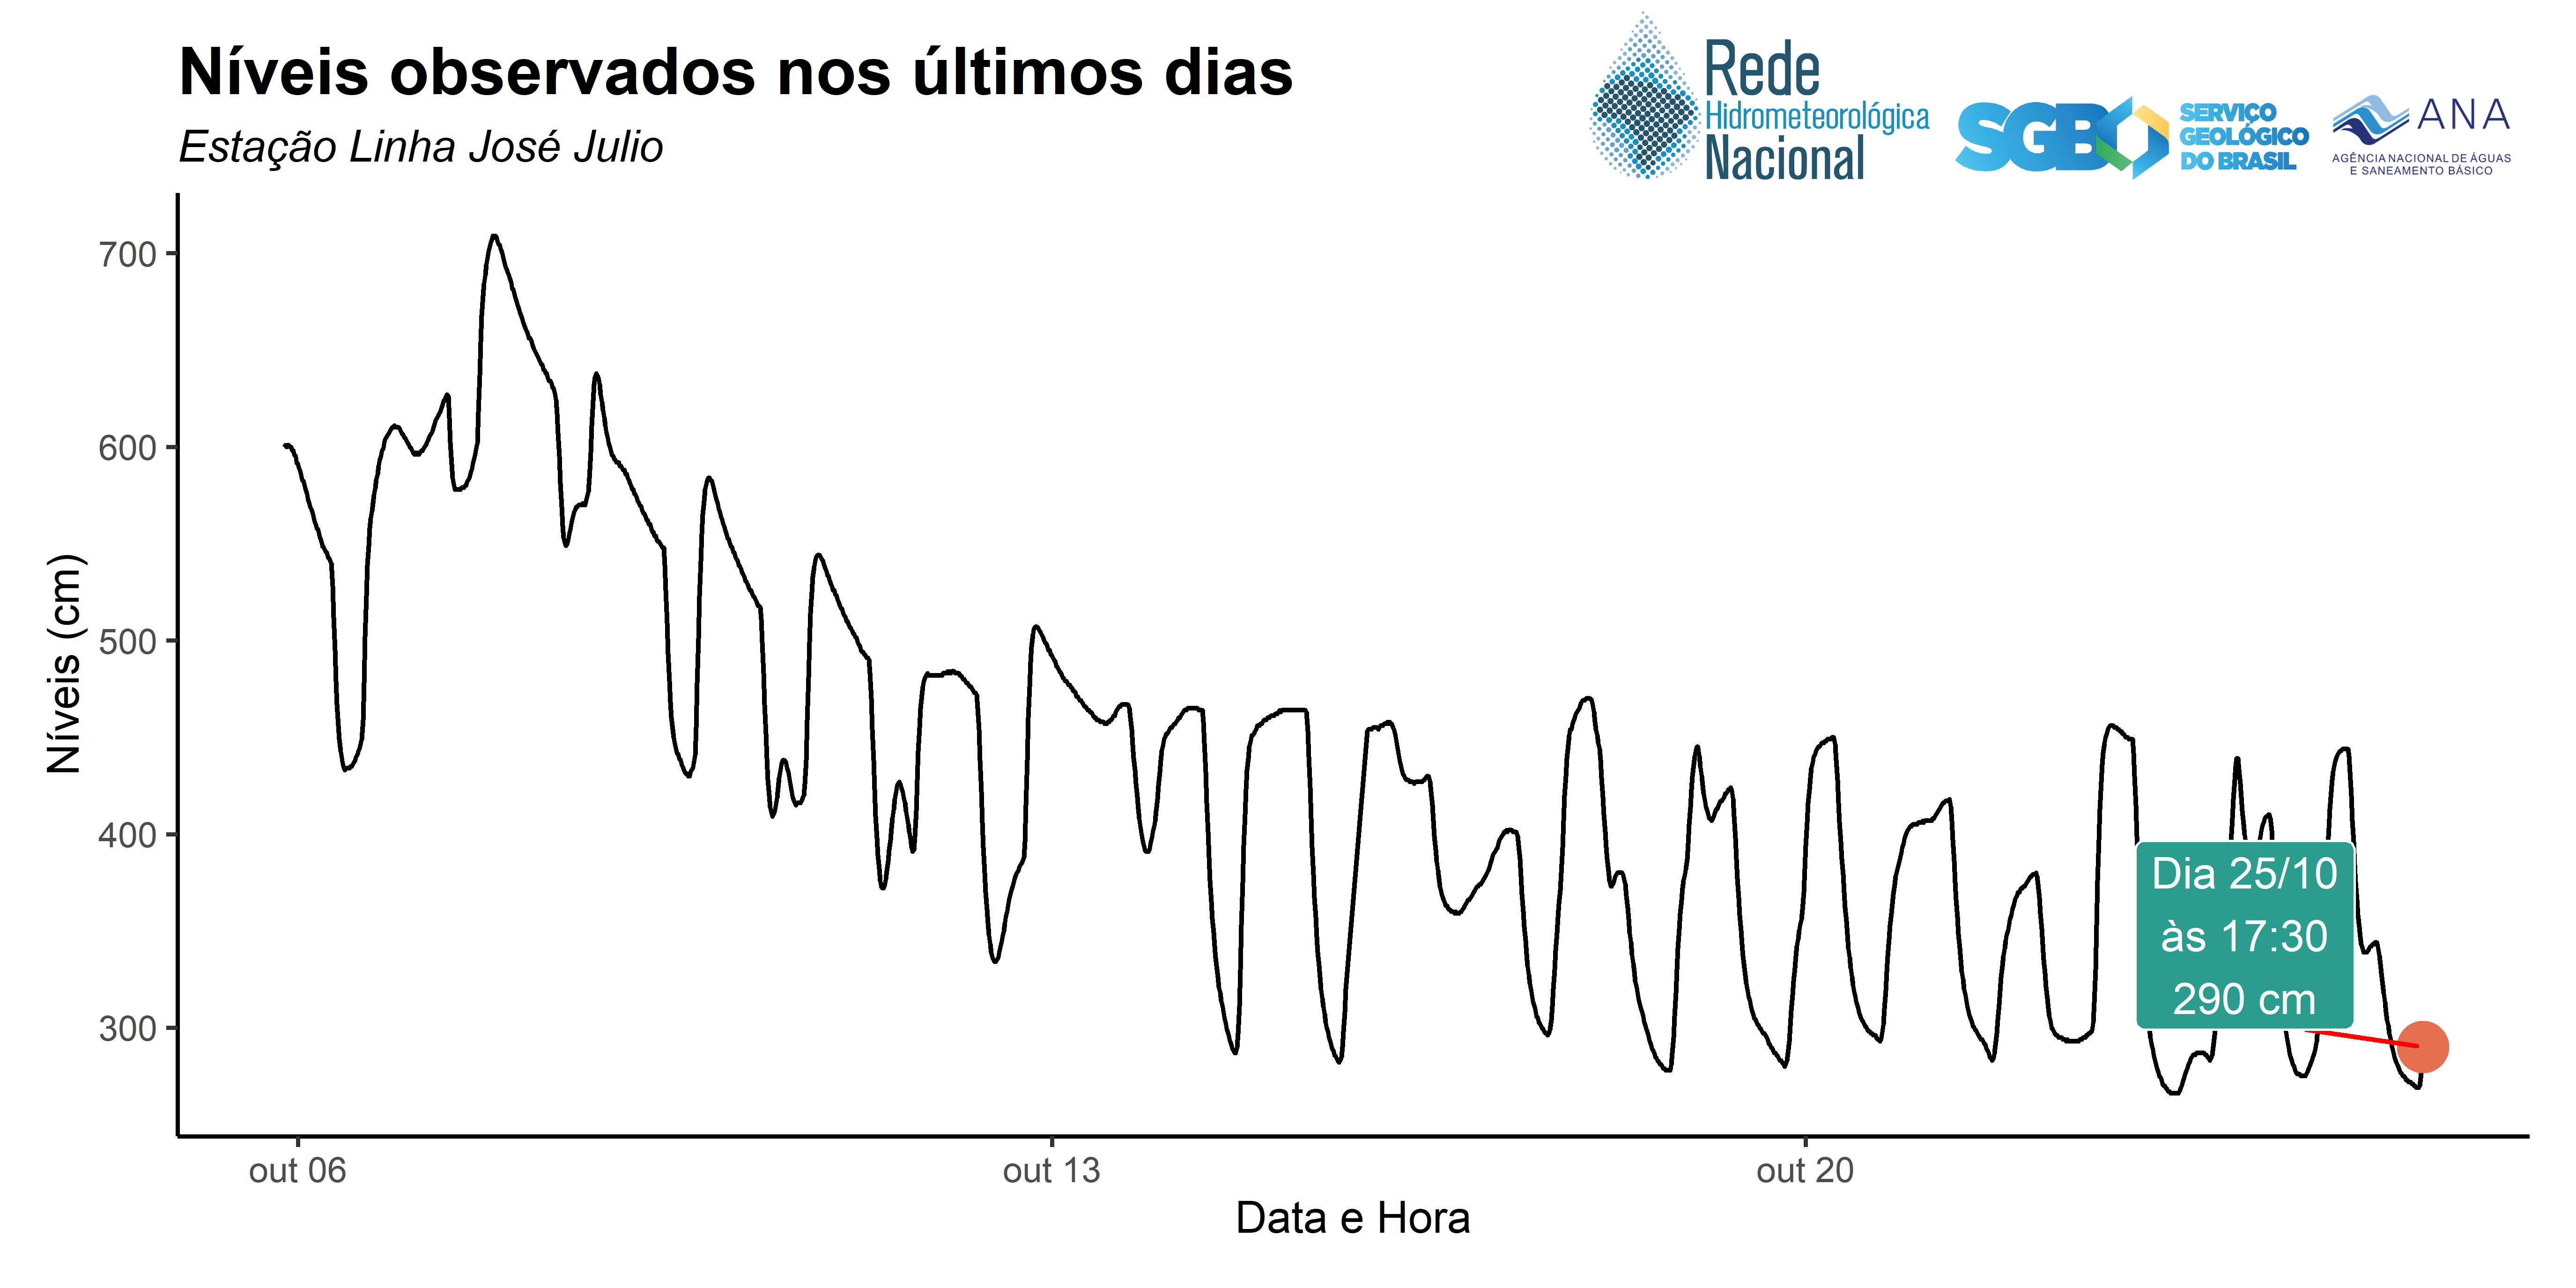 Níveis observados nos últimos dias
Estação Linha José Julio
Rede
Hidrometeorológica
Nacional
SGB
SERVIÇO
GEOLÓGICO
DO BRASIL
ANA
AGÊNCIA NACIONAL DE ÁGUAS
E SANEAMENTO BÁSICO
Níveis (cm)
700
600
500
400
300
Dia 25/10
às 17:30
290 cm
out 06
out 13
out 20
Data e Hora